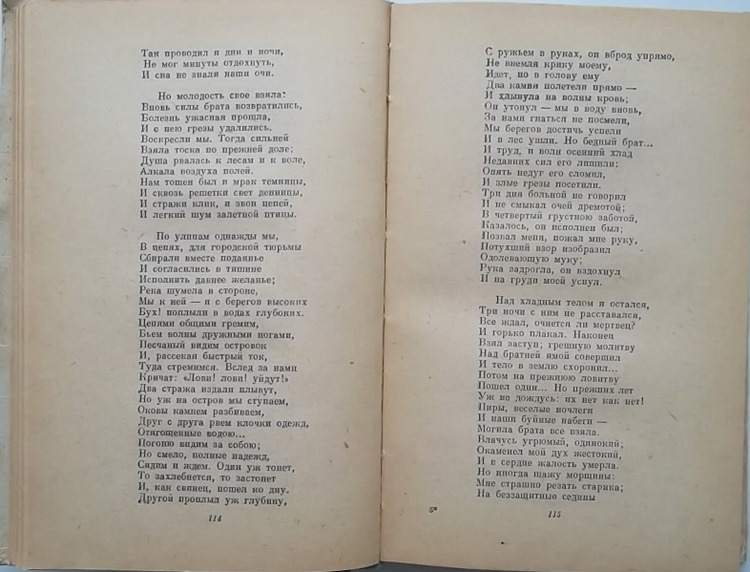 Так проводил я дни и ночи,
Не мог минуты отдохнуть,
И сна не знали наши очи.
Но молодость свое взяла:
Вновь силы брата возвратились,
Болезнь ужасная прошла,
И с нею грезы удалились.
Воскресли мы. Тогда сильней
Взяла тоска по прежней доле;
Душа рвалась к лесам и к воле,
Алкала воздуха полей.
Нам тошен был и мрак темницы,
И сквозь решетки свет денницы,
И стражи клик, и звон цепей,
И легкий шум залетной птицы.
По улицам однажды мы,
В цепях, для городской тюрьмы
Сбирали вместе подаянье
И согласились в тишине
Исполнить давнее желанье;
Река шумела в стороне,
Мы к ней — и с берегов высоких
Бух! поплыли в водах глубоких.
Цепями общими гремим,
Бьем волны дружными ногами,
Песчаный видим островок
И, рассекая быстрый ток,
Туда стремимся. Вслед за нами
Кричат: «Лови! лови! уйдут!»
Два стража издали плывут,
Но уж на остров мы ступаем,
Оковы камнем разбиваем,
Друг с друга рвем клочки одежд,
Отягощенные водою...
Погоню видим за собою;
Но смело, полные надежд,
Сидим и ждем. Один уж тонет,
То захлебнется, то застонет
И, как свинец, пошел ко дну.
Другой проплыл уж глубину,
114
С ружьем в руках, он вброд упрямо,
Не внемля крику моему,
Идет, но в голову ему
Два камня полетели прямо —
И хлынула на волны кровь;
Он утонул — мы в воду вновь,
За нами гнаться не посмели,
Мы берегов достичь успели
И в лес ушли. Но бедный брат...
И труд, и волн осенний хлад
Недавних сил его лишили;
Опять недуг его сломил,
И злые грезы посетили.
Три дня больной не говорил
И не смыкал очей дремотой;
В четвертый грустною заботой,
Казалось, он исполнен был;
Позвал меня, пожал мне руку,
Потухший взор изобразил
Одолевающую муку;
Рука задрогла, он вздохнул
И на груди моей уснул.
Над хладным телом я остался,
Три ночи с ним не расставался,
Все ждал, очнется ли мертвец?
И горько плакал. Наконец
Взял заступ; грешную молитву
Над братней ямой совершил
И тело в землю схоронил...
Потом на прежнюю ловитву
Пошел один... Но прежних лет
Уж не дождусь: их нет как нет!
Пиры, веселые ночлеги
И наши буйные набеги —
Могила брата все взяла.
Влачусь угрюмый, одинокий;
Окаменел мой дух жестокий,
И в сердце жалость умерла.
Но иногда щажу морщины:
Мне страшно резать старика;
На беззащитные седины
5*
115